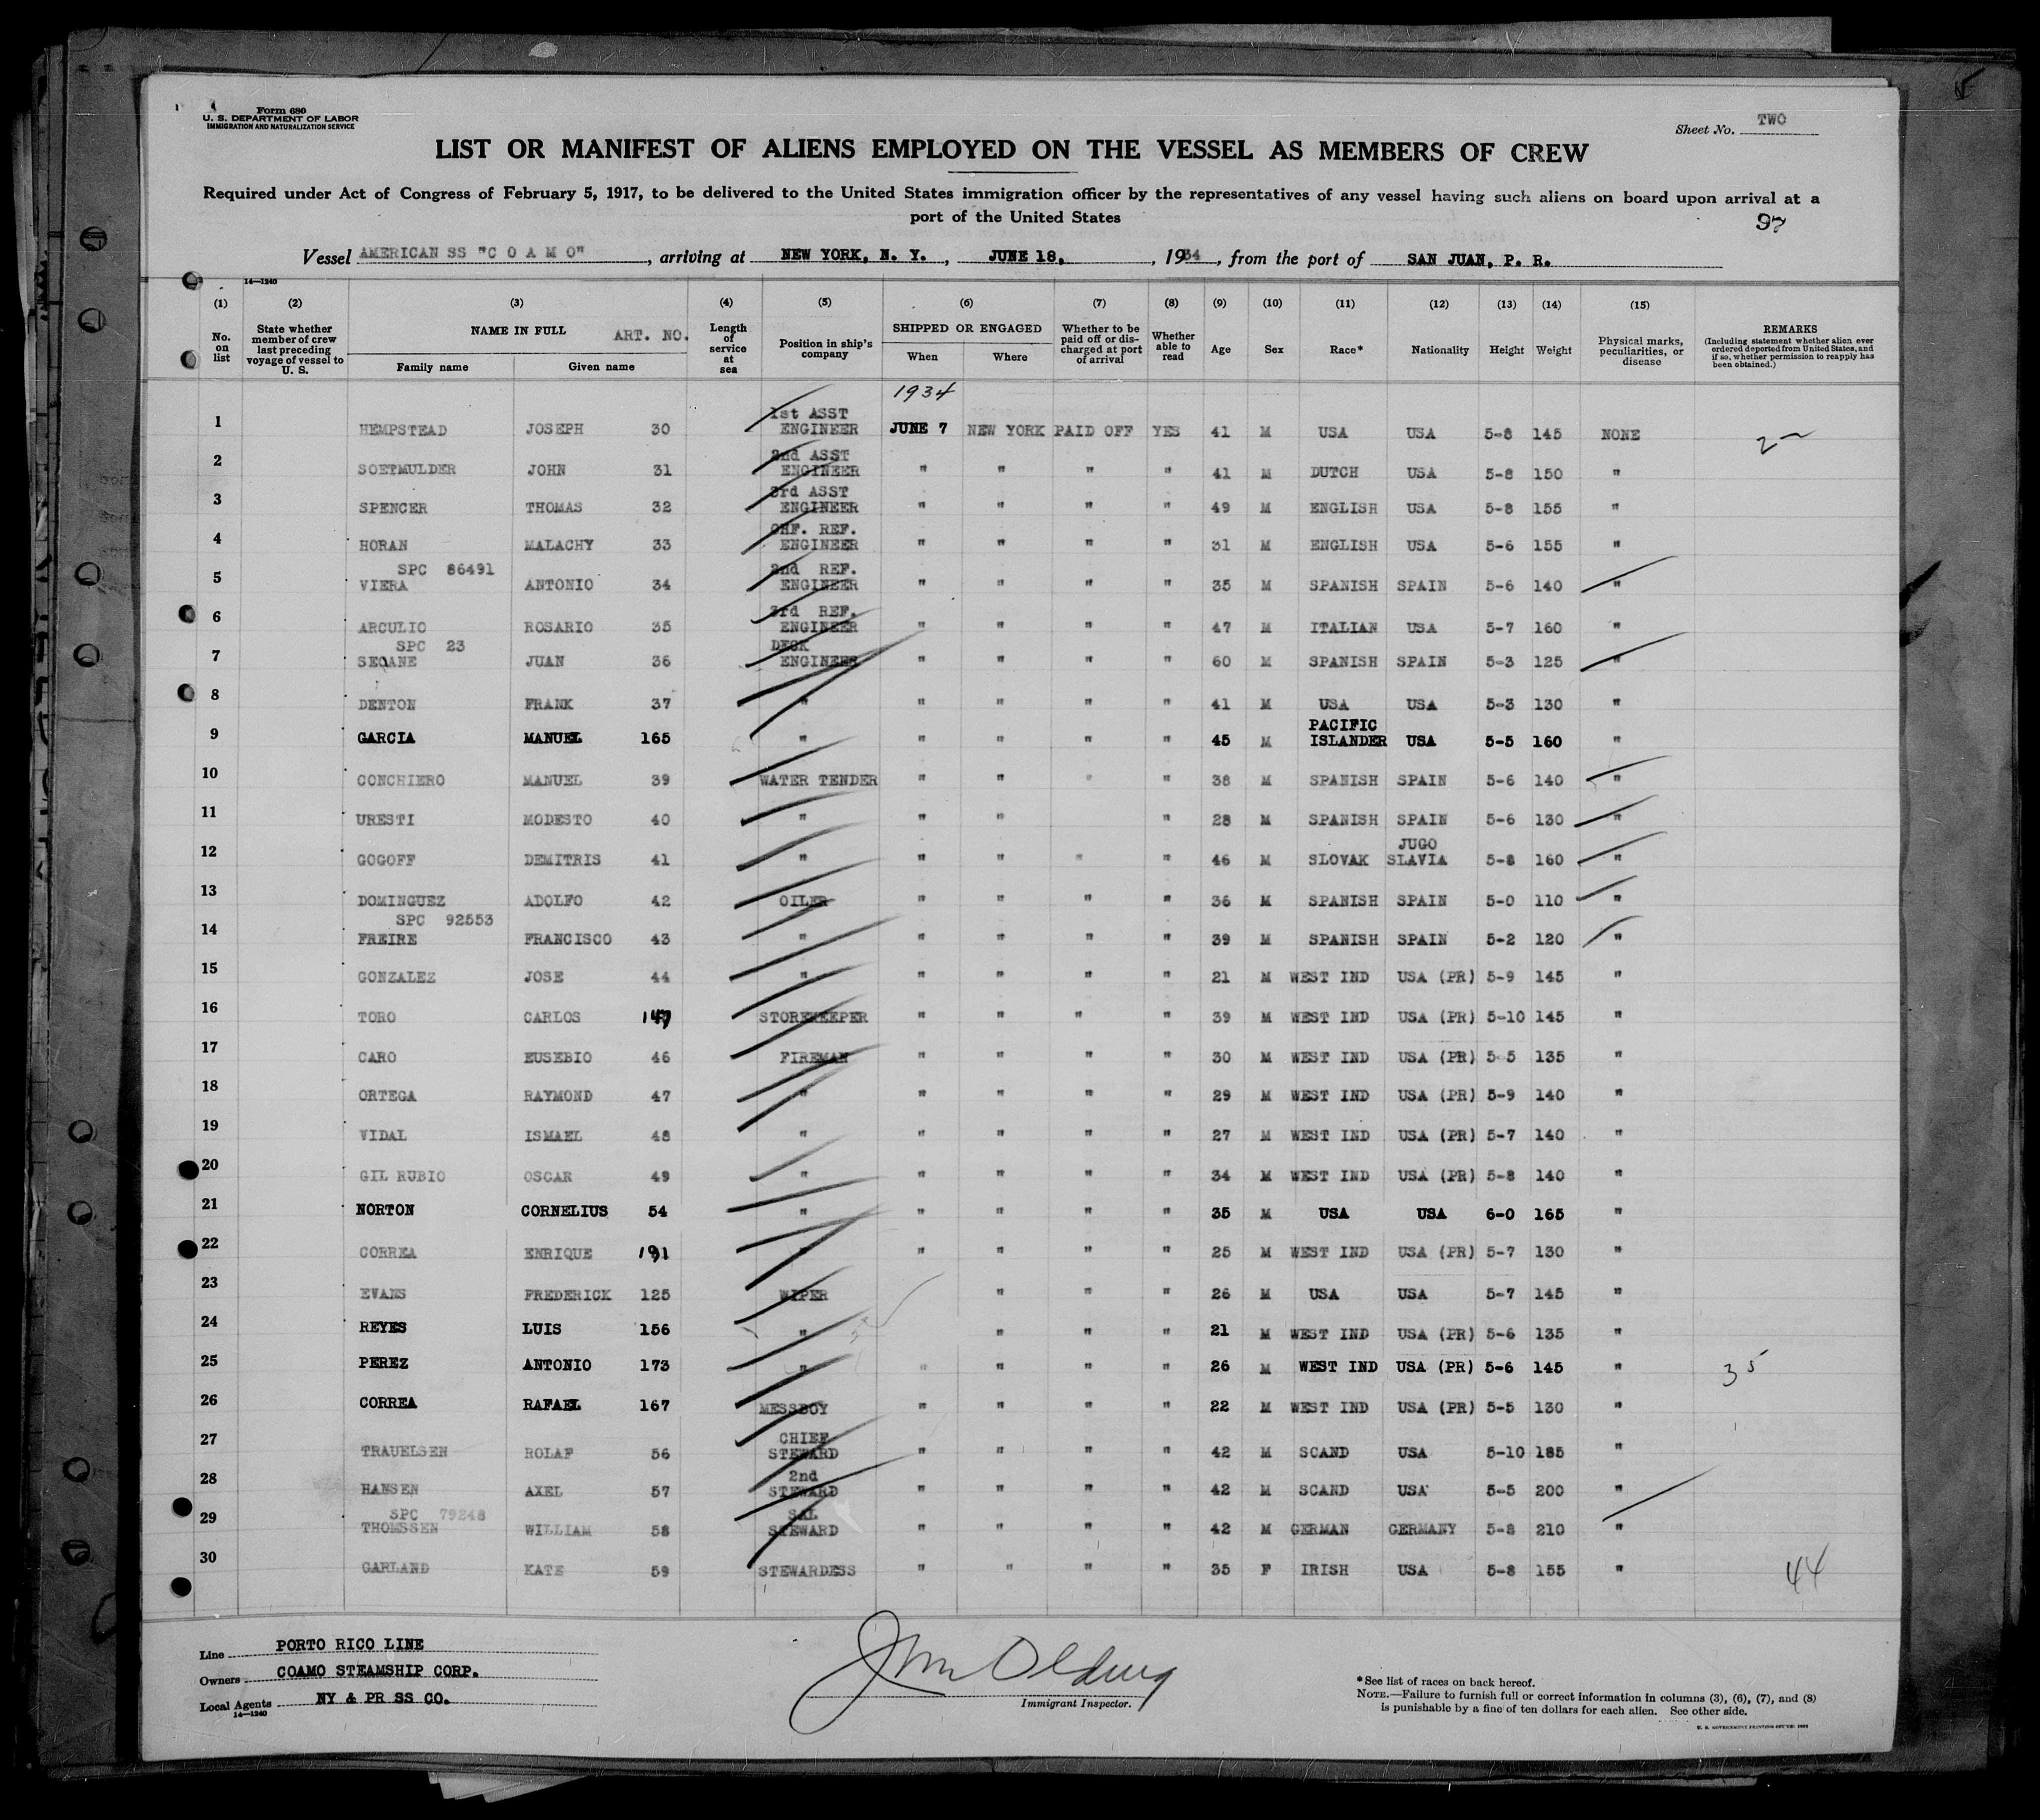 Form 680
U. S. DEPARTMENT OF LABOR
IMMIGRATION AND NATURALIZATION SERVICE
Sheet No. TWO
LIST OR MANIFEST OF ALIENS EMPLOYED ON THE VESSEL AS MEMBERS OF CREW
Required under Act of Congress of February 5, 1917, to be delivered to the United States immigration officer by the representatives of any vessel having such aliens on board upon arrival at a
port of the United States
Vessel AMERICAN SS "C O A M O", arriving at NEW YORK, N. Y., JUNE 18, 1934, from the port of SAN JUAN, P. R.
14—1240
(1) (2) (3) (4) (5) (6) (7) (8) (9) (10) (11) (12) (13) (14) (15)
No. on list State whether member of crew last preceding voyage of vessel to U. S. NAME IN FULL ART. NO. Family name Given name Length of service at sea Position in ship's company SHIPPED OR ENGAGED When Where Whether to be paid off or discharged at port of arrival Whether able to read Age Sex Race* Nationality Height Weight Physical marks, peculiarities, or disease REMARKS (Including statement whether alien ever ordered deported from United States, and if so, whether permission to reapply has been obtained.)
1934
1 HEMPSTEAD JOSEPH 30 1st ASST ENGINEER JUNE 7 NEW YORK PAID OFF YES 41 M USA USA 5-8 145 NONE
2 SOETMULDER JOHN 31 2nd ASST ENGINEER " " " " 41 M DUTCH USA 5-8 150 "
3 SPENCER THOMAS 32 3rd ASST ENGINEER " " " " 49 M ENGLISH USA 5-8 155 "
4 HORAN MALACHY 33 CHF. REF. ENGINEER " " " " 31 M ENGLISH USA 5-6 155 "
SPC 86491
5 VIERA ANTONIO 34 2nd REF. ENGINEER " " " " 35 M SPANISH SPAIN 5-6 140 "
6 ARCULIO ROSARIO 35 3rd REF. ENGINEER " " " " 47 M ITALIAN USA 5-7 160 "
SPC 23
7 SEOANE JUAN 36 DECK ENGINEER " " " " 60 M SPANISH SPAIN 5-3 125 "
8 DENTON FRANK 37 " " " " " 41 M USA USA 5-3 130 "
9 GARCIA MANUEL 165 " " " " " 45 M PACIFIC ISLANDER USA 5-5 160 "
10 CONCHIERO MANUEL 39 WATER TENDER " " " " 38 M SPANISH SPAIN 5-6 140 "
11 URESTI MODESTO 40 " " " " 28 M SPANISH SPAIN 5-6 130 "
12 GOGOFF DEMITRIS 41 " " " " " 46 M SLOVAK JUGO SLAVIA 5-8 160 "
13 DOMINGUEZ ADOLFO 42 OILER " " " " 36 M SPANISH SPAIN 5-0 110 "
SPC 92553
14 FREIRE FRANCISCO 43 " " " " " 39 M SPANISH SPAIN 5-2 120 "
15 GONZALEZ JOSE 44 " " " " " 21 M WEST IND USA (PR) 5-9 145 "
16 TORO CARLOS 147 STOREKEEPER " " " " 39 M WEST IND USA (PR) 5-10 145 "
17 CARO EUSEBIO 46 FIREMAN " " " " 30 M WEST IND USA (PR) 5-5 135 "
18 ORTEGA RAYMOND 47 " " " " " 29 M WEST IND USA (PR) 5-9 140 "
19 VIDAL ISMAEL 48 " " " " " 27 M WEST IND USA (PR) 5-7 140 "
20 GIL RUBIO OSCAR 49 " " " " " 34 M WEST IND USA (PR) 5-8 140 "
21 NORTON CORNELIUS 54 " " " " " 35 M USA USA 6-0 165 "
22 CORREA ENRIQUE 191 " " " " " 25 M WEST IND USA (PR) 5-7 130 "
23 EVANS FREDERICK 125 WIPER " " " 26 M USA USA 5-7 145 "
24 REYES LUIS 156 " " " " 21 M WEST IND USA (PR) 5-6 135 "
25 PEREZ ANTONIO 173 " " " " " 26 M WEST IND USA (PR) 5-6 145 " 35
26 CORREA RAFAEL 167 MESSBOY " " " " 22 M WEST IND USA (PR) 5-5 130 "
27 TRAUELSEN ROLAF 56 CHIEF STEWARD " " " " 42 M SCAND USA 5-10 185 "
28 HANSEN AXEL 57 2nd STEWARD " " " " 42 M SCAND USA 5-5 200 "
SPC 79248
29 THOMSSEN WILLIAM 58 SAL STEWARD " " " " 42 M GERMAN GERMANY 5-8 210 "
30 GARLAND KATE 59 STEWARDESS " " " " 35 F IRISH USA 5-8 155 " 44
Line PORTO RICO LINE
Owners COAMO STEAMSHIP CORP.
Local Agents NY & PR SS CO.
14—1240
Immigrant Inspector.
*See list of races on back hereof.
NOTE.—Failure to furnish full or correct information in columns (3), (6), (7), and (8)
is punishable by a fine of ten dollars for each alien. See other side.